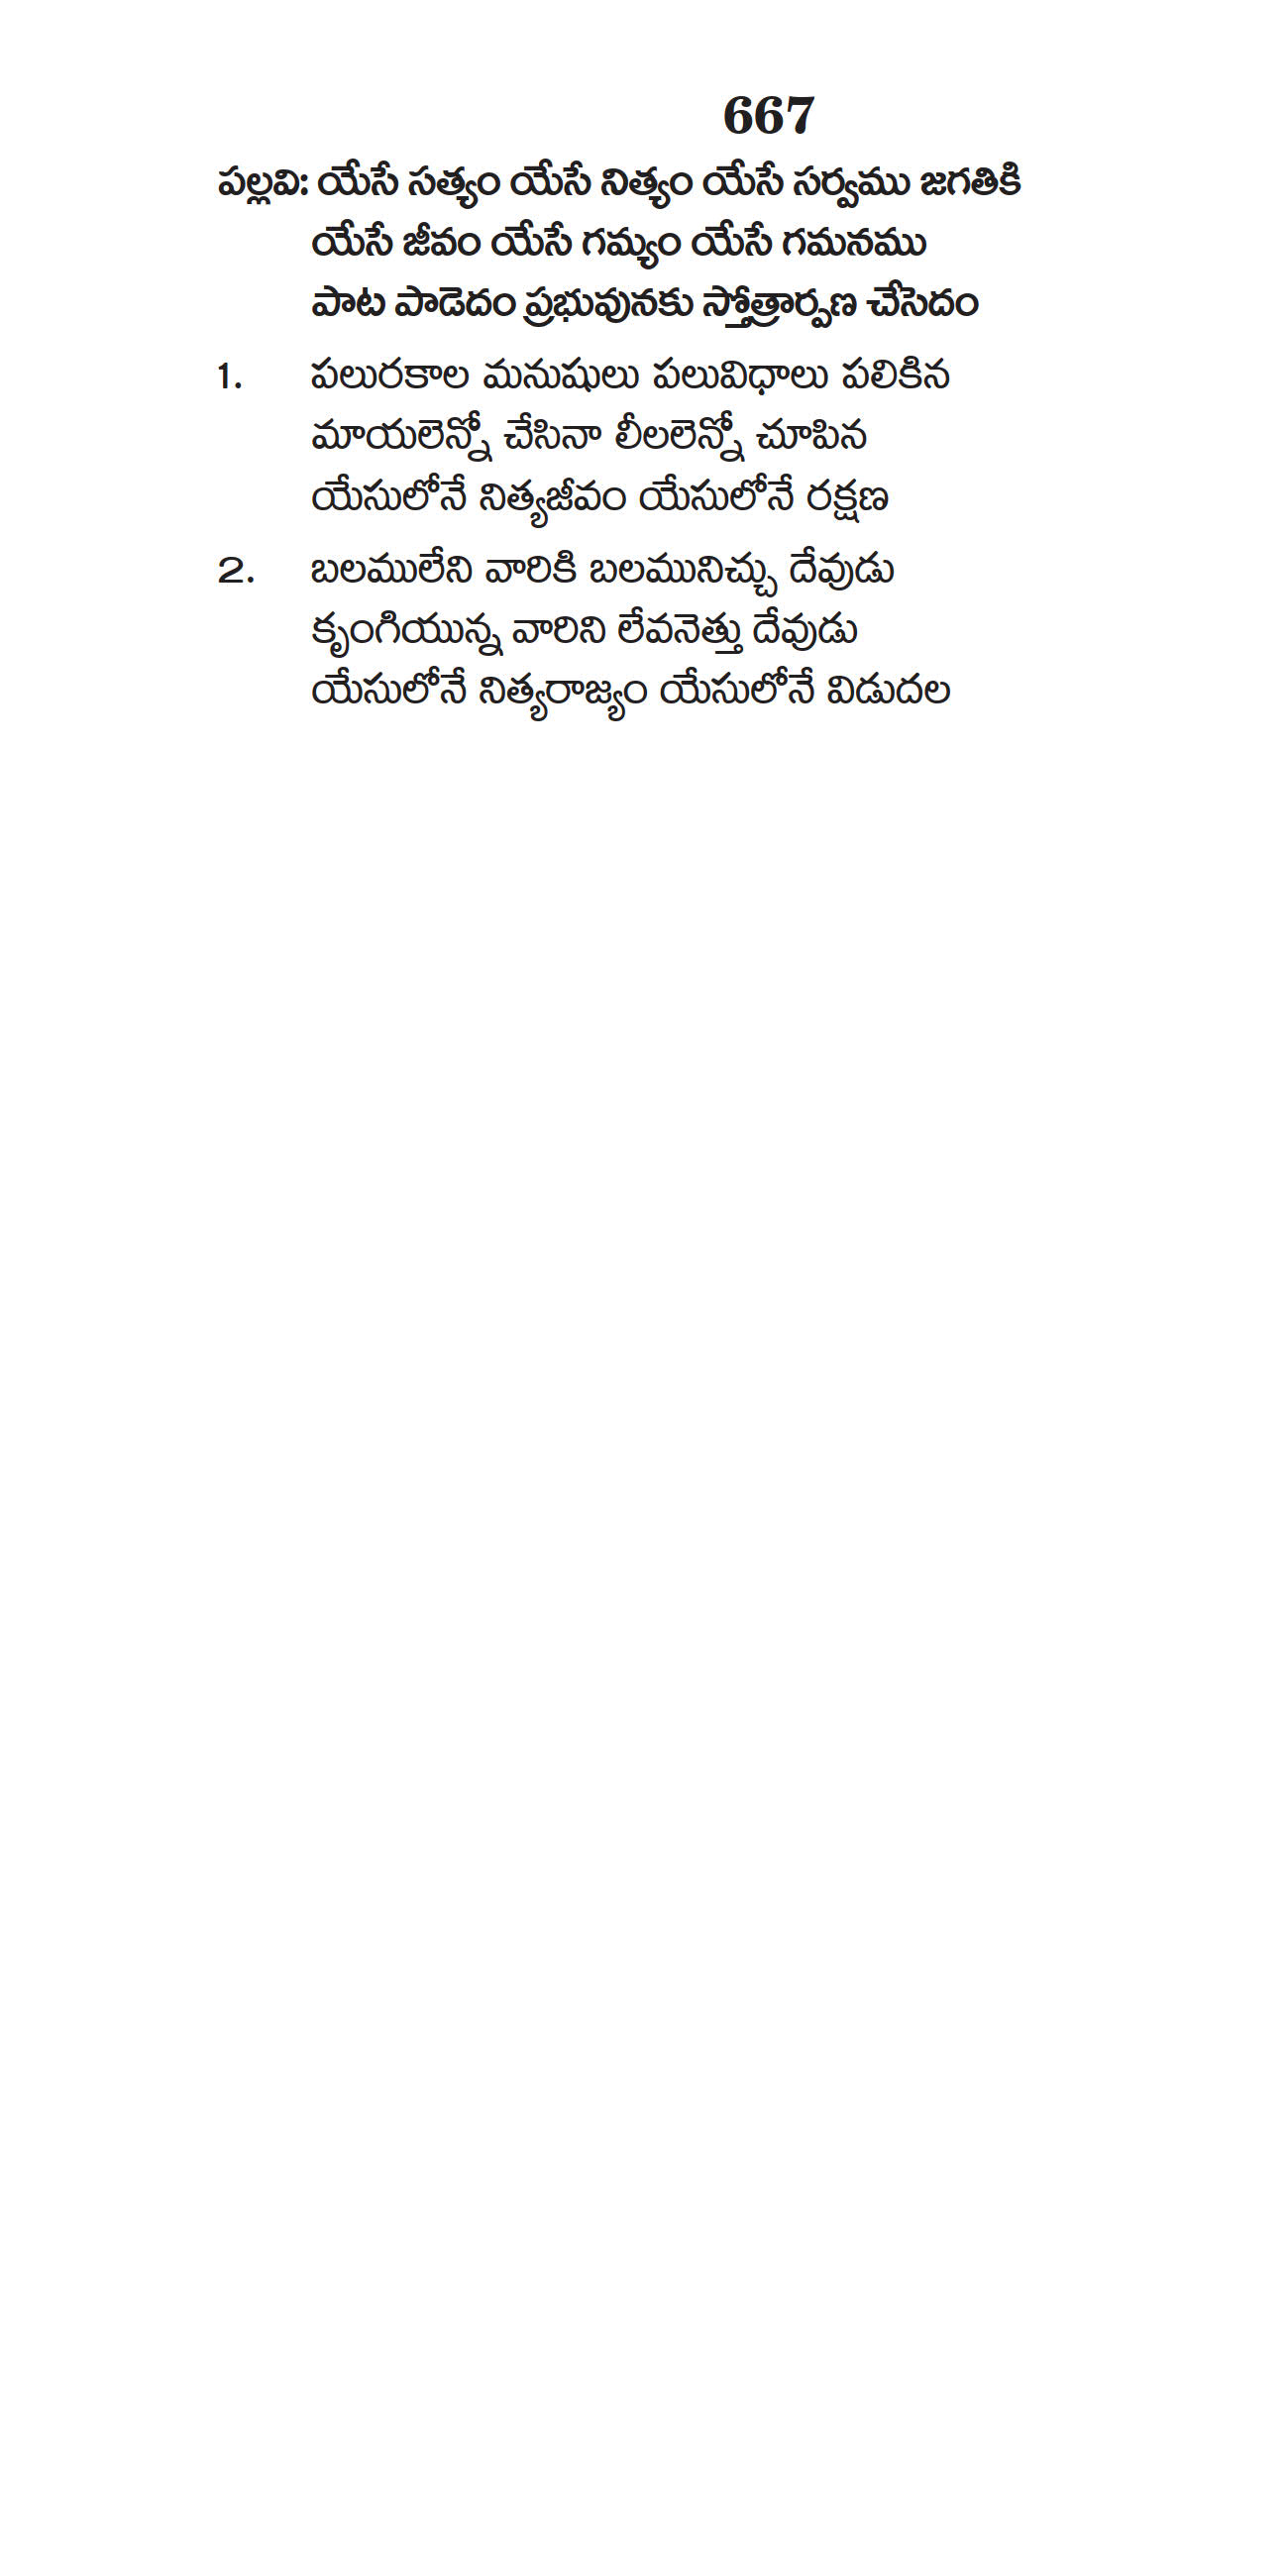 667
పల్లవి: యేసే సత్యం యేసే నిత్యం యేసే సర్వము జగతికి
యేసే జీవం యేసే గమ్యం యేసే గమనము
పాట పాడెదం ప్రభువునకు స్తోత్రార్పణ చేసెదం
1. పలురకాల మనుషులు పలువిధాలు పలికిన
మాయలెన్నో చేసినా లీలలెన్నో చూపిన
యేసులోనే నిత్యజీవం యేసులోనే రక్షణ
2. బలములేని వారికి బలమునిచ్చు దేవుడు
కృంగియున్న వారిని లేవనెత్తు దేవుడు
యేసులోనే నిత్యరాజ్యం యేసులోనే విడుదల